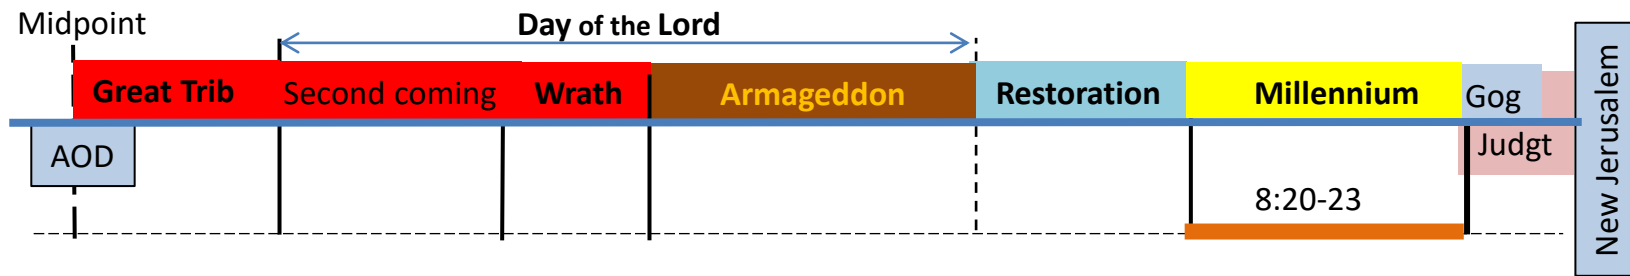 Midpoint
Day of the Lord
Great Trib
Second coming
Wrath
Armageddon
Restoration
Millennium
Gog
AOD
Judgt
8:20-23
New Jerusalem